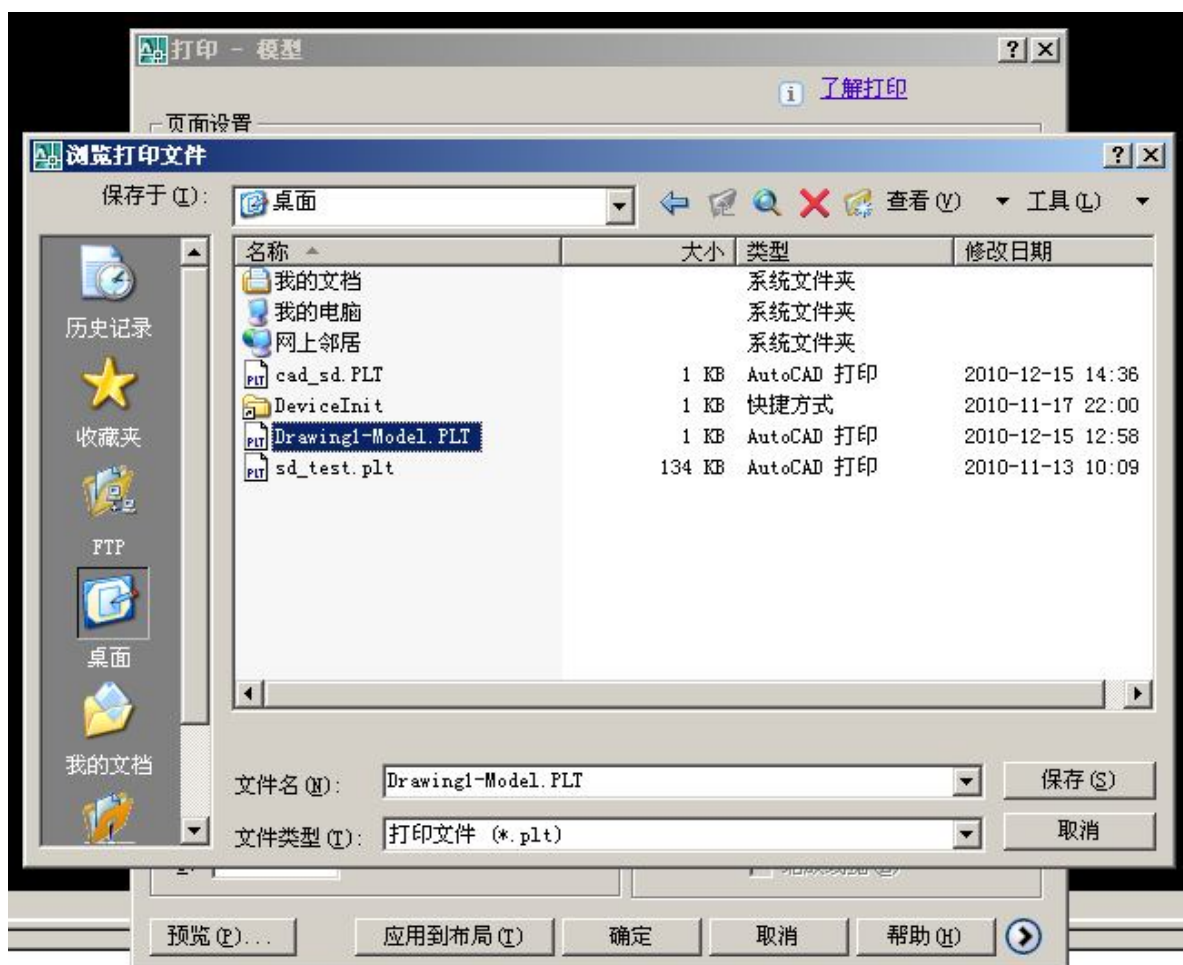 打印 - 模型
了解打印
页面设置
浏览打印文件
保存于(I): 桌面 查看(V) 工具(L)
名称 大小 类型 修改日期
我的文档 系统文件夹
我的电脑 系统文件夹
网上邻居 系统文件夹
cad_sd.PLT 1 KB AutoCAD 打印 2010-12-15 14:36
DeviceInit 1 KB 快捷方式 2010-11-17 22:00
Drawing1-Model.PLT 1 KB AutoCAD 打印 2010-12-15 12:58
sd_test.plt 134 KB AutoCAD 打印 2010-11-13 10:09
历史记录
收藏夹
FTP
桌面
我的文档
文件名(N): Drawing1-Model.PLT 保存(S)
文件类型(T): 打印文件 (*.plt) 取消
预览(P)... 应用到布局(T) 确定 取消 帮助(H)